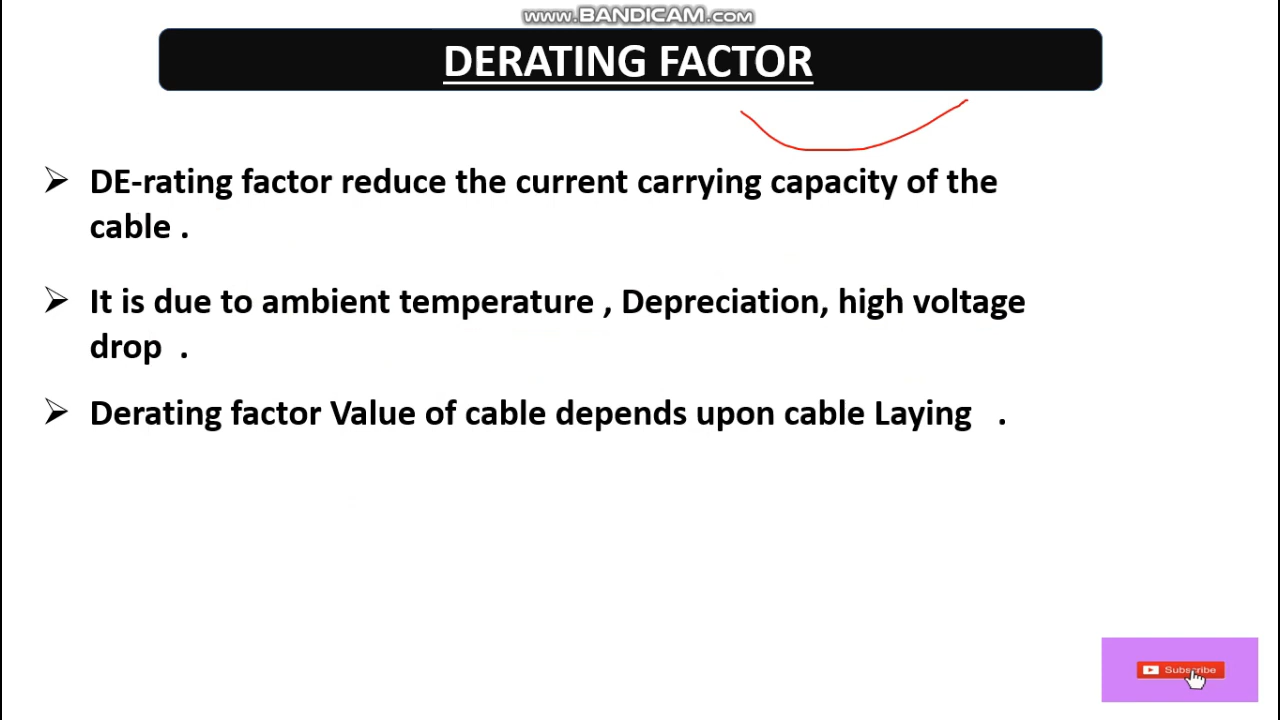 www.BANDICAM.com
DERATING FACTOR
DE-rating factor reduce the current carrying capacity of the
cable .
It is due to ambient temperature , Depreciation, high voltage
drop .
Derating factor Value of cable depends upon cable Laying .
Subscribe